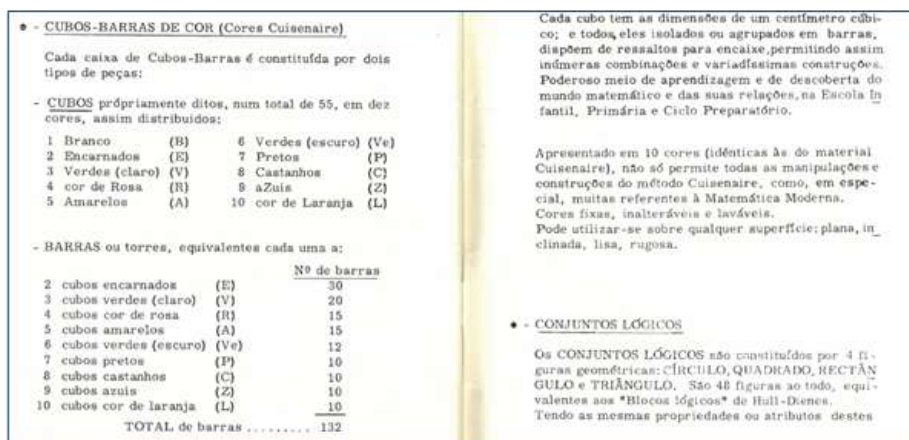 ● - CUBOS-BARRAS DE COR (Cores Cuisenaire)
Cada caixa de Cubos-Barras é constituída por dois
tipos de peças:
- CUBOS própriamente ditos, num total de 55, em dez
cores, assim distribuidos:
1 Branco (B) 6 Verdes (escuro) (Ve)
2 Encarnados (E) 7 Pretos (P)
3 Verdes (claro) (V) 8 Castanhos (C)
4 cor de Rosa (R) 9 aZuis (Z)
5 Amarelos (A) 10 cor de Laranja (L)
- BARRAS ou torres, equivalentes cada uma a:
Nº de barras
2 cubos encarnados (E) 30
3 cubos verdes (claro) (V) 20
4 cubos cor de rosa (R) 15
5 cubos amarelos (A) 15
6 cubos verdes (escuro) (Ve) 12
7 cubos pretos (P) 10
8 cubos castanhos (C) 10
9 cubos azuis (Z) 10
10 cubos cor de laranja (L) 10
TOTAL de barras ......... 132
Cada cubo tem as dimensões de um centímetro cúbi-
co; e todos, eles isolados ou agrupados em barras,
dispõem de ressaltos para encaixe, permitindo assim
inúmeras combinações e variadíssimas construções.
Poderoso meio de aprendizagem e de descoberta do
mundo matemático e das suas relações, na Escola In
fantil, Primária e Ciclo Preparatório.
Apresentado em 10 cores (idênticas às do material
Cuisenaire), não só permite todas as manipulações e
construções do método Cuisenaire, como, em espe-
cial, muitas referentes à Matemática Moderna.
Cores fixas, inalteráveis e laváveis.
Pode utilizar-se sobre qualquer superfície: plana, in_
clinada, lisa, rugosa.
● - CONJUNTOS LÓGICOS
Os CONJUNTOS LÓGICOS são constituídos por 4 fi-
guras geométricas: CÍRCULO, QUADRADO, RECTÂN
GULO e TRIÂNGULO. São 48 figuras ao todo, equi-
valentes aos "Blocos lógicos" de Hull-Dienes.
Tendo as mesmas propriedades ou atributos destes